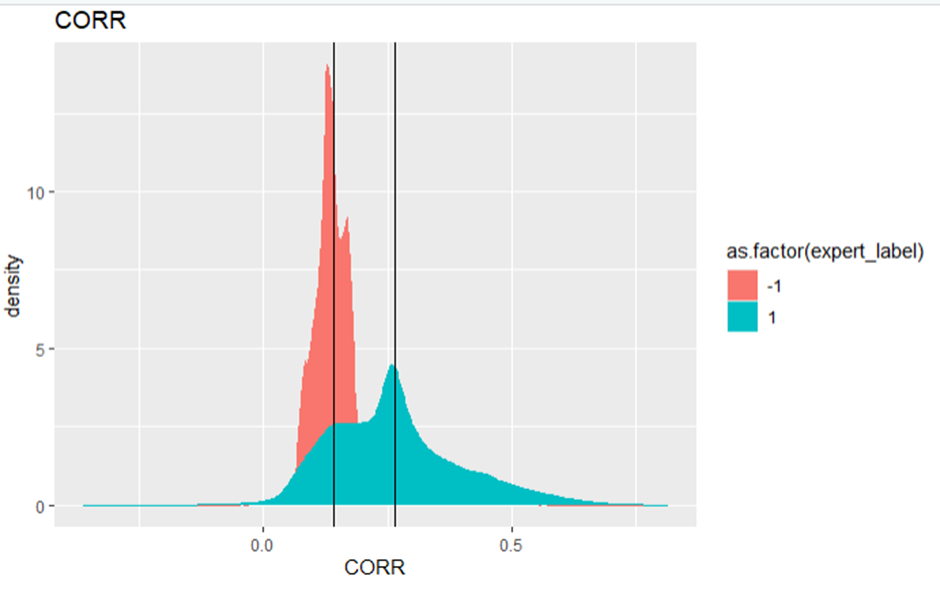 CORR
10
5
0
density
0.0
0.5
CORR
as.factor(expert_label)
-1
1